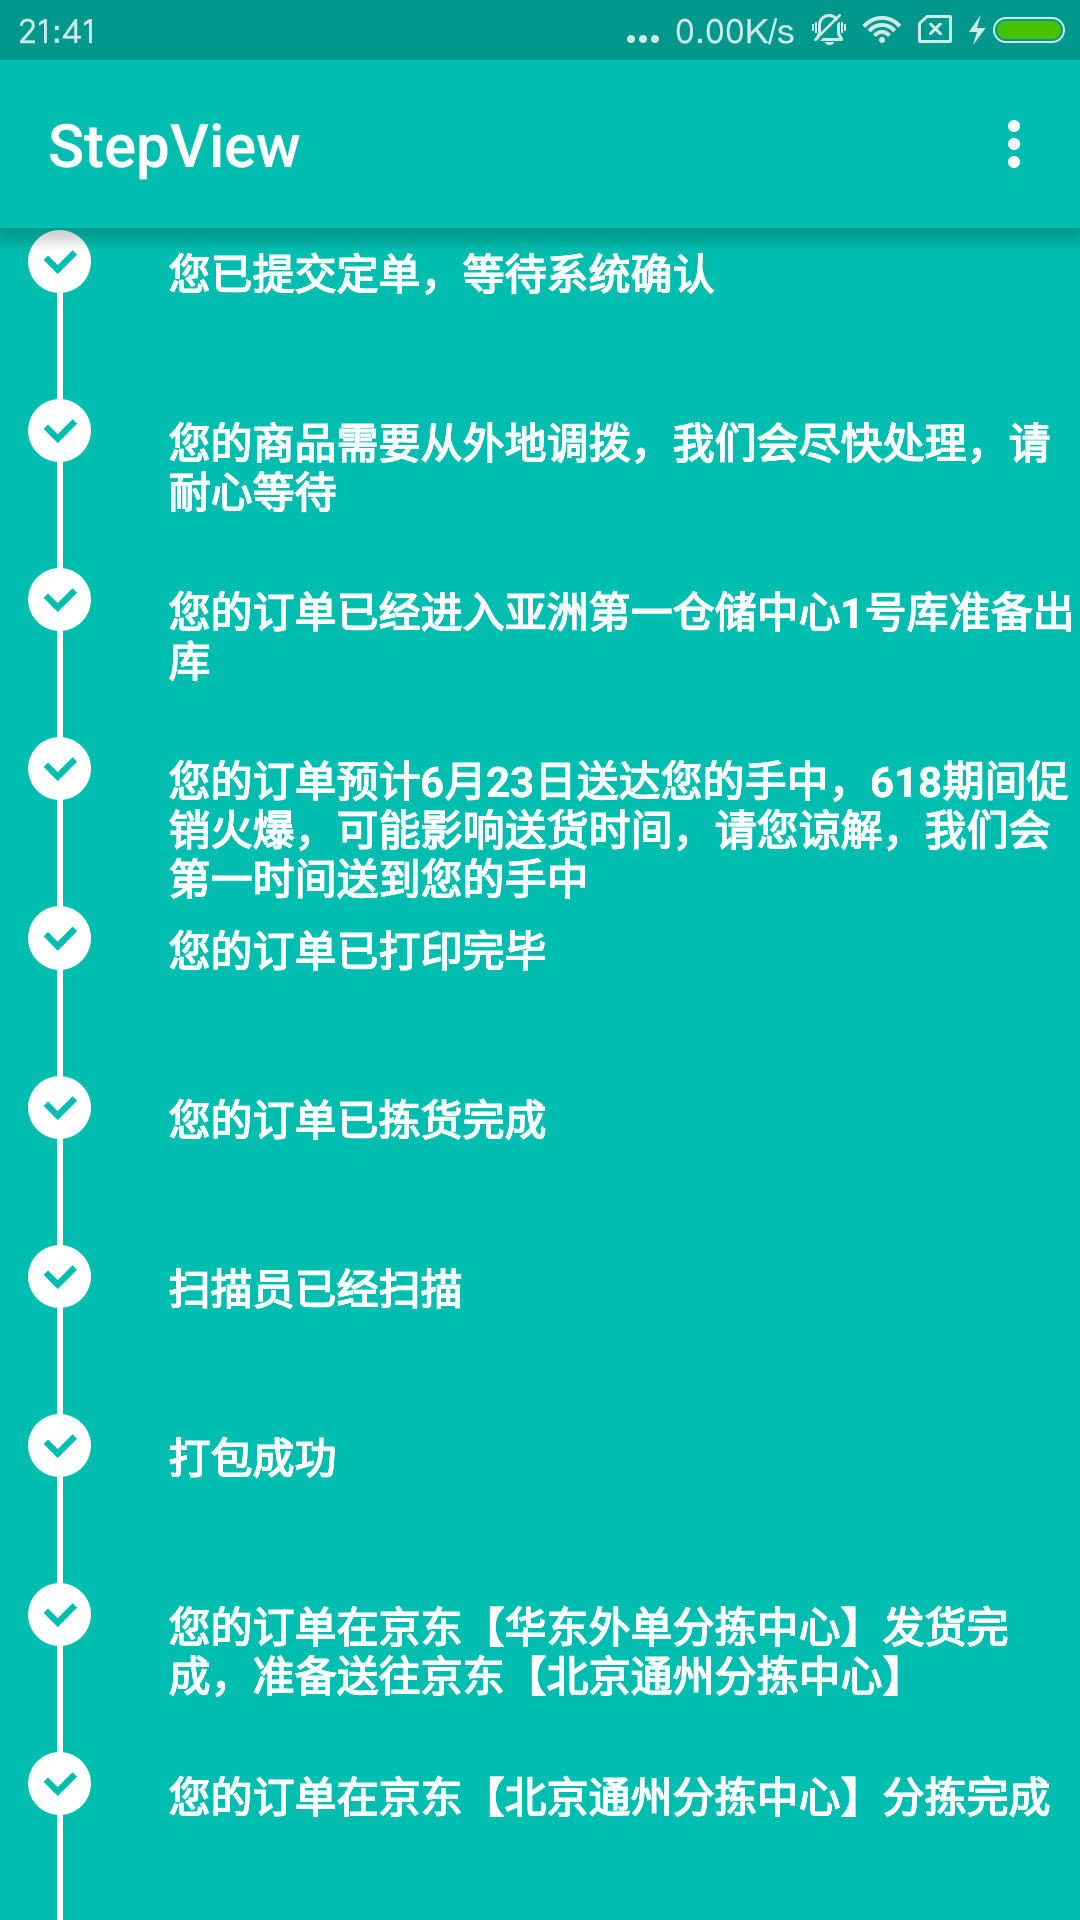 21:41
... 0.00K/s
StepView
您已提交定单，等待系统确认
您的商品需要从外地调拨，我们会尽快处理，请
耐心等待
您的订单已经进入亚洲第一仓储中心1号库准备出
库
您的订单预计6月23日送达您的手中，618期间促
销火爆，可能影响送货时间，请您谅解，我们会
第一时间送到您的手中
您的订单已打印完毕
您的订单已拣货完成
扫描员已经扫描
打包成功
您的订单在京东【华东外单分拣中心】发货完
成，准备送往京东【北京通州分拣中心】
您的订单在京东【北京通州分拣中心】分拣完成